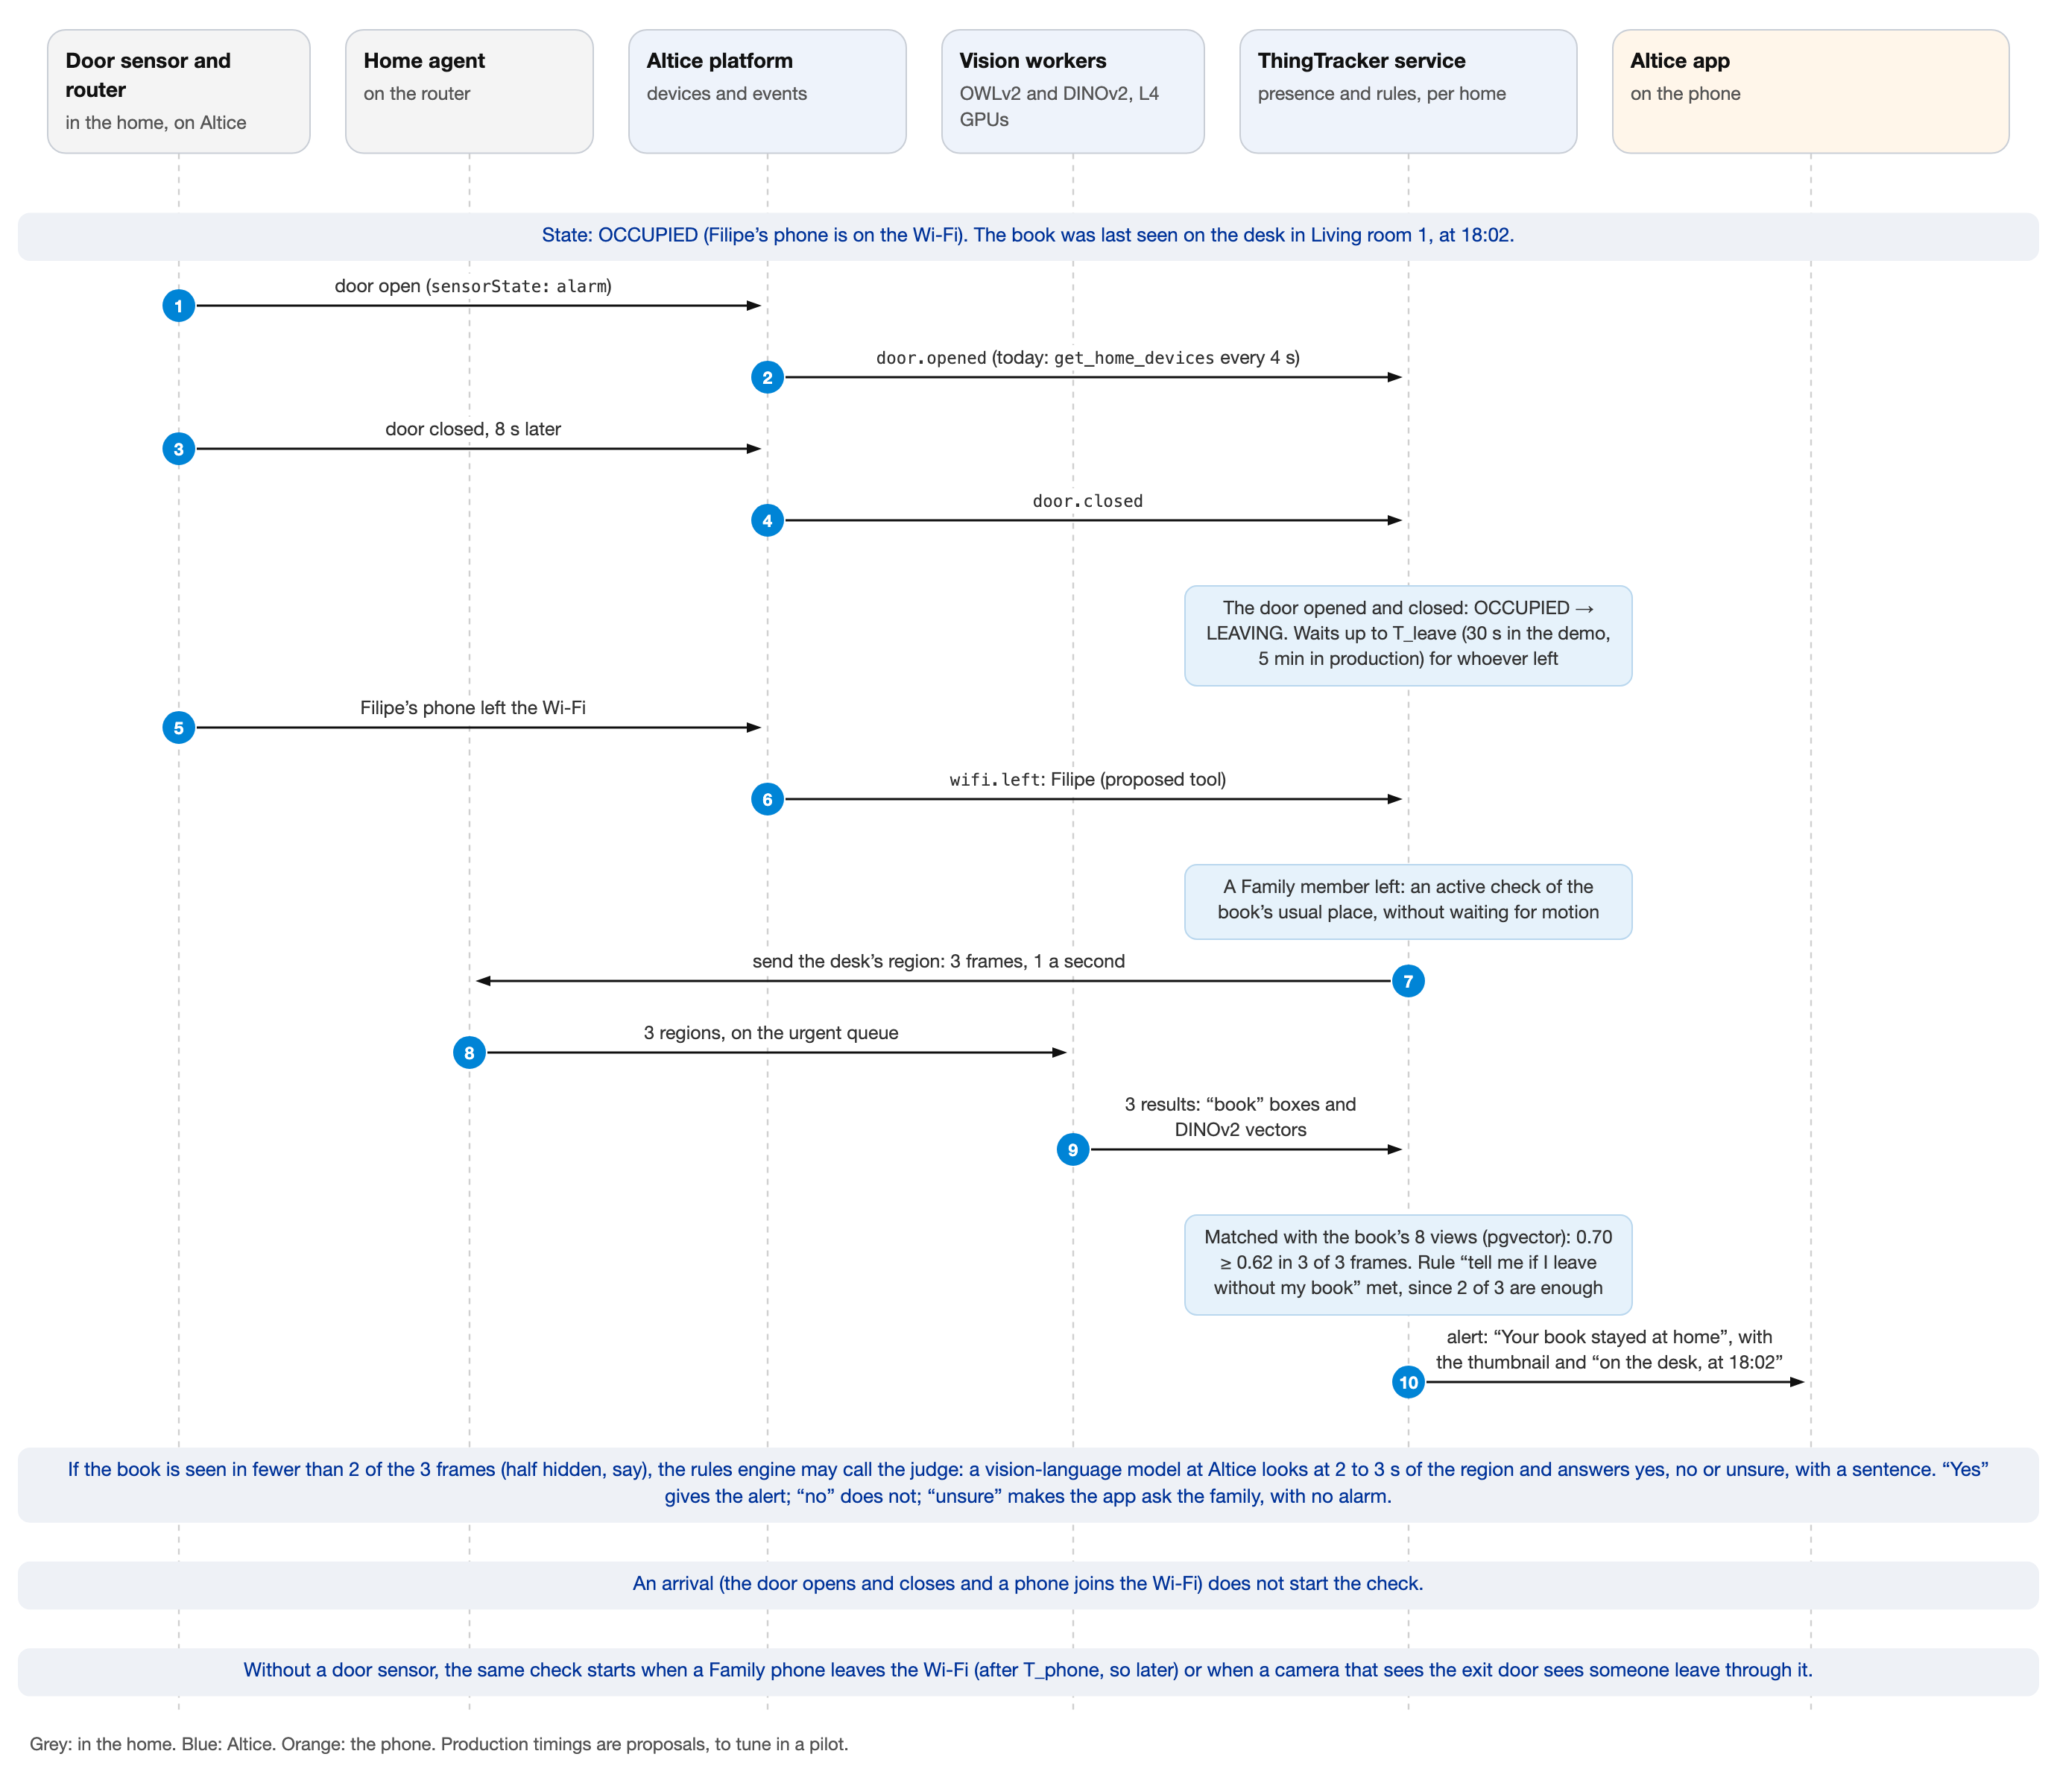 Door sensor and
router
in the home, on Altice
Home agent
on the router
Altice platform
devices and events
Vision workers
OWLv2 and DINOv2, L4
GPUs
ThingTracker service
presence and rules, per home
Altice app
on the phone
State: OCCUPIED (Filipe’s phone is on the Wi-Fi). The book was last seen on the desk in Living room 1, at 18:02.
door open (sensorState: alarm)
1
door.opened (today: get_home_devices every 4 s)
2
door closed, 8 s later
3
door.closed
4
The door opened and closed: OCCUPIED →
LEAVING. Waits up to T_leave (30 s in the demo,
5 min in production) for whoever left
Filipe’s phone left the Wi-Fi
5
wifi.left: Filipe (proposed tool)
6
A Family member left: an active check of the
book’s usual place, without waiting for motion
send the desk’s region: 3 frames, 1 a second
7
3 regions, on the urgent queue
8
3 results: “book” boxes and
DINOv2 vectors
9
Matched with the book’s 8 views (pgvector): 0.70
≥ 0.62 in 3 of 3 frames. Rule “tell me if I leave
without my book” met, since 2 of 3 are enough
alert: “Your book stayed at home”, with
the thumbnail and “on the desk, at 18:02”
10
If the book is seen in fewer than 2 of the 3 frames (half hidden, say), the rules engine may call the judge: a vision-language model at Altice looks at 2 to 3 s of the region and answers yes, no or unsure, with a sentence. “Yes”
gives the alert; “no” does not; “unsure” makes the app ask the family, with no alarm.
An arrival (the door opens and closes and a phone joins the Wi-Fi) does not start the check.
Without a door sensor, the same check starts when a Family phone leaves the Wi-Fi (after T_phone, so later) or when a camera that sees the exit door sees someone leave through it.
Grey: in the home. Blue: Altice. Orange: the phone. Production timings are proposals, to tune in a pilot.